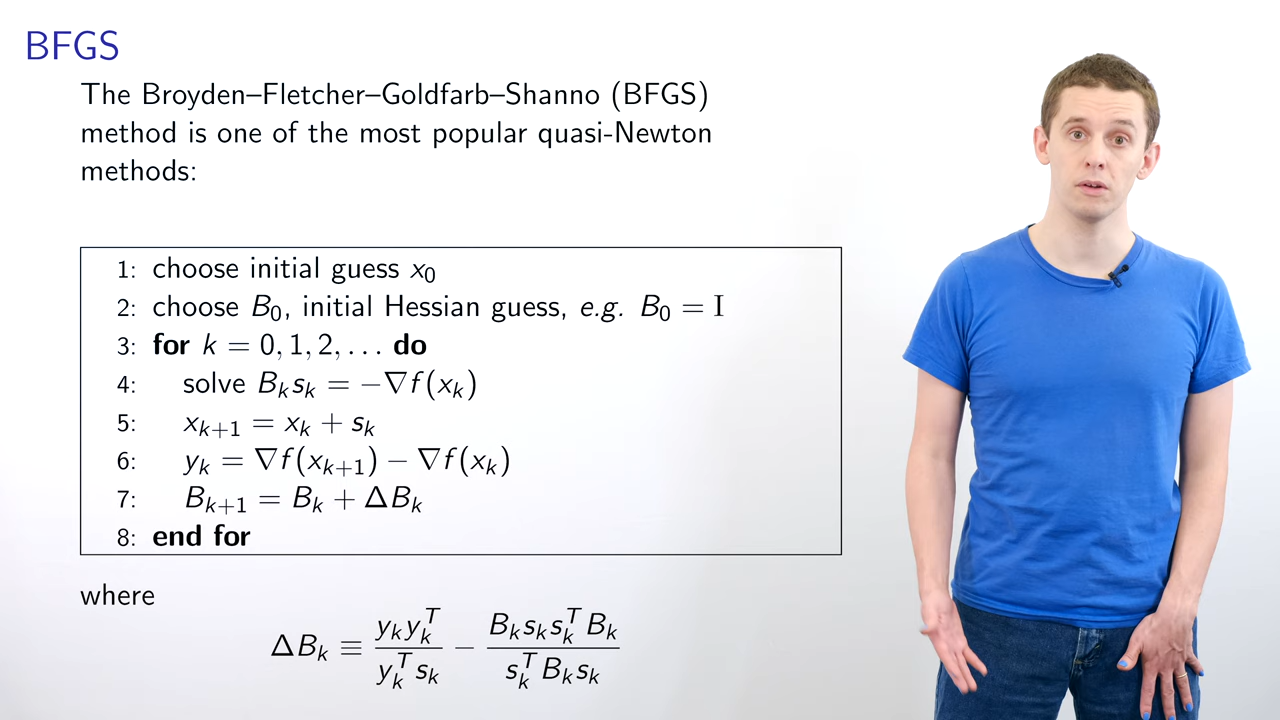 BFGS
The Broyden–Fletcher–Goldfarb–Shanno (BFGS)
method is one of the most popular quasi-Newton
methods:
1: choose initial guess x₀
2: choose B₀, initial Hessian guess, e.g. B₀ = I
3: for k = 0, 1, 2, . . . do
4: solve Bₖsₖ = −∇f(xₖ)
5: xₖ₊₁ = xₖ + sₖ
6: yₖ = ∇f(xₖ₊₁) − ∇f(xₖ)
7: Bₖ₊₁ = Bₖ + ΔBₖ
8: end for
where
ΔBₖ ≡ yₖyₖᵀ / yₖᵀsₖ − BₖsₖsₖᵀBₖ / sₖᵀBₖsₖ